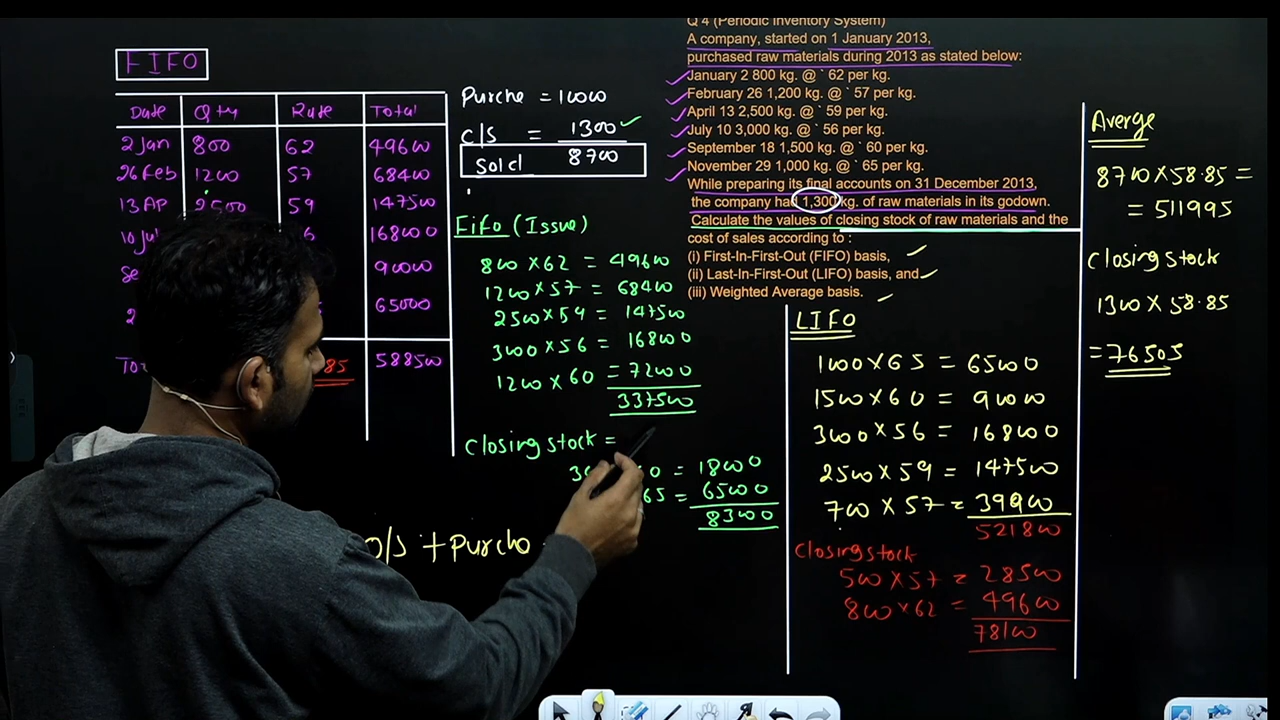 FIFO
Date Qty Rate Total
2 Jan 800 62 49600
26 Feb 1200 57 68400
13 AP 2500 59 147500
10 Jul 168000
90000
2 65000
85 588500
Purche = 10000
C/S = 1300
Sold 8700
Fifo (Issue)
800 x 62 = 49600
1200 x 57 = 68400
2500 x 59 = 147500
3000 x 56 = 168000
1200 x 60 = 72000
337500
Closing stock =
0 = 18000
65 = 65000
83000
O/S + Purcha
Q 4 (Periodic Inventory System)
A company, started on 1 January 2013,
purchased raw materials during 2013 as stated below:
January 2 800 kg. @ ` 62 per kg.
February 26 1,200 kg. @ ` 57 per kg.
April 13 2,500 kg. @ ` 59 per kg.
July 10 3,000 kg. @ ` 56 per kg.
September 18 1,500 kg. @ ` 60 per kg.
November 29 1,000 kg. @ ` 65 per kg.
While preparing its final accounts on 31 December 2013,
the company had 1,300 kg. of raw materials in its godown.
Calculate the values of closing stock of raw materials and the
cost of sales according to :
(i) First-In-First-Out (FIFO) basis,
(ii) Last-In-First-Out (LIFO) basis, and
(iii) Weighted Average basis.
LIFO
1000 x 65 = 65000
1500 x 60 = 90000
3000 x 56 = 168000
2500 x 59 = 147500
700 x 57 = 39900
521800
Closing stock
500 x 57 = 28500
800 x 62 = 49600
78100
Averge
8700 x 58.85 =
= 511995
Closing stock
1300 x 58.85
= 76505